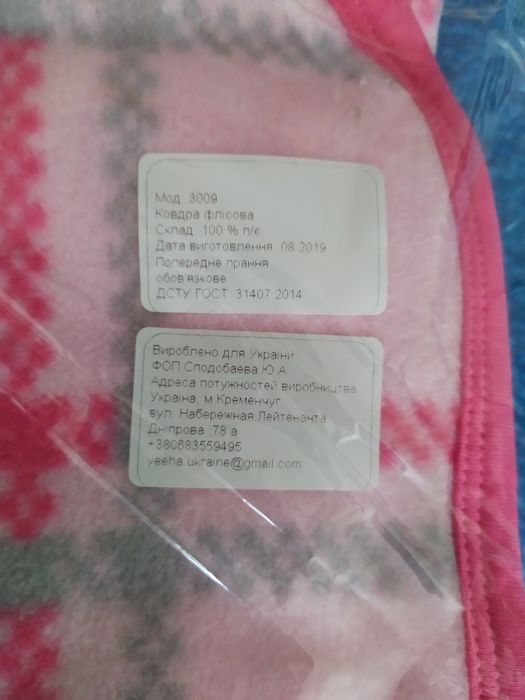 Мод. 3009
Ковдра флісова
Склад. 100 % п/є
Дата виготовлення 08.2019
Попереднє прання
обов'язкове
ДСТУ ГОСТ 31407 2014
Вироблено для України
ФОП Сподобаєва Ю.А
Адреса потужностей виробництва
Україна, м.Кременчуг
вул. Набережная Лейтенанта
Дніпрова ,78 а
+380683559495
yeeha.ukraine@gmail.com